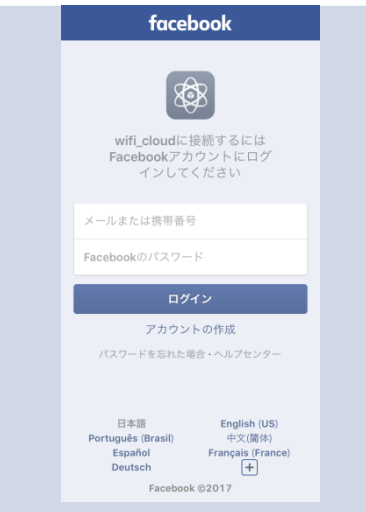 facebook
wifi_cloudに接続するには
Facebookアカウントにログ
インしてください
メールまたは携帯番号
Facebookのパスワード
ログイン
アカウントの作成
パスワードを忘れた場合・ヘルプセンター
日本語 English (US)
Português (Brasil) 中文(简体)
Español Français (France)
Deutsch +
Facebook ©2017